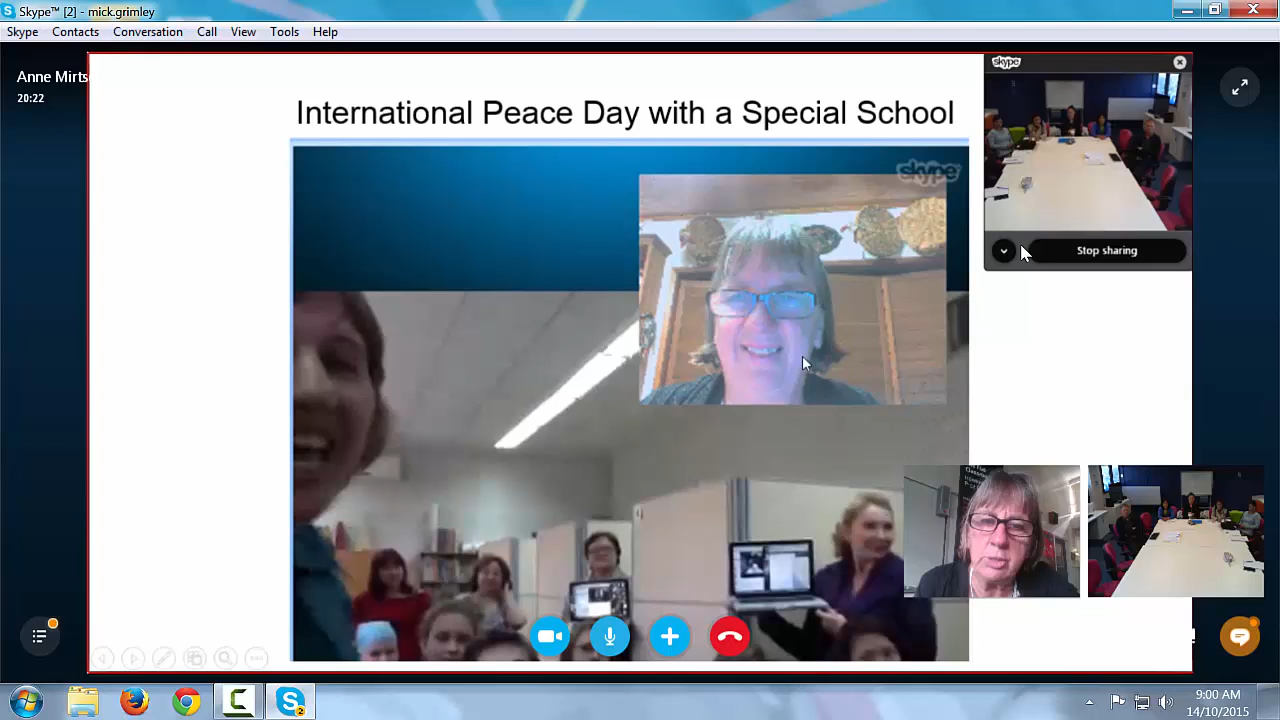 Skype™ [2] - mick.grimley
Skype Contacts Conversation Call View Tools Help
Anne Mirts
20:22
International Peace Day with a Special School
skype
skype
Stop sharing
9:00 AM
14/10/2015
2